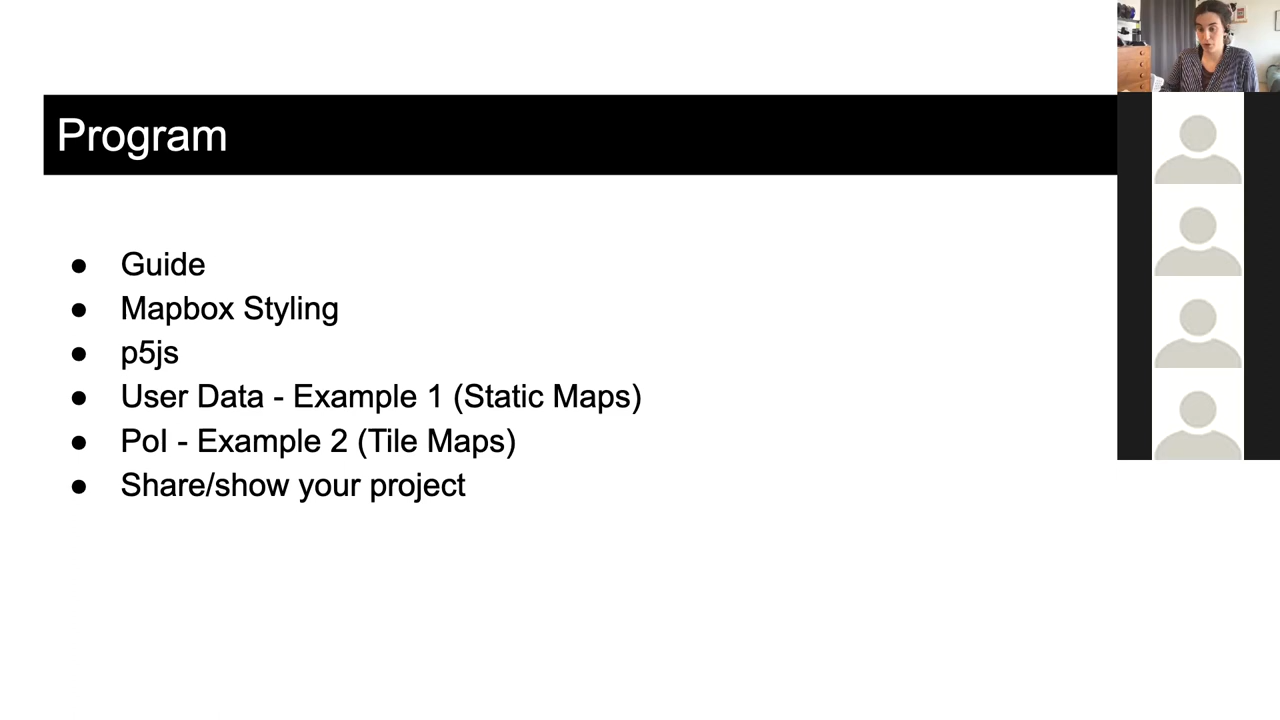 Program
● Guide
● Mapbox Styling
● p5js
● User Data - Example 1 (Static Maps)
● PoI - Example 2 (Tile Maps)
● Share/show your project